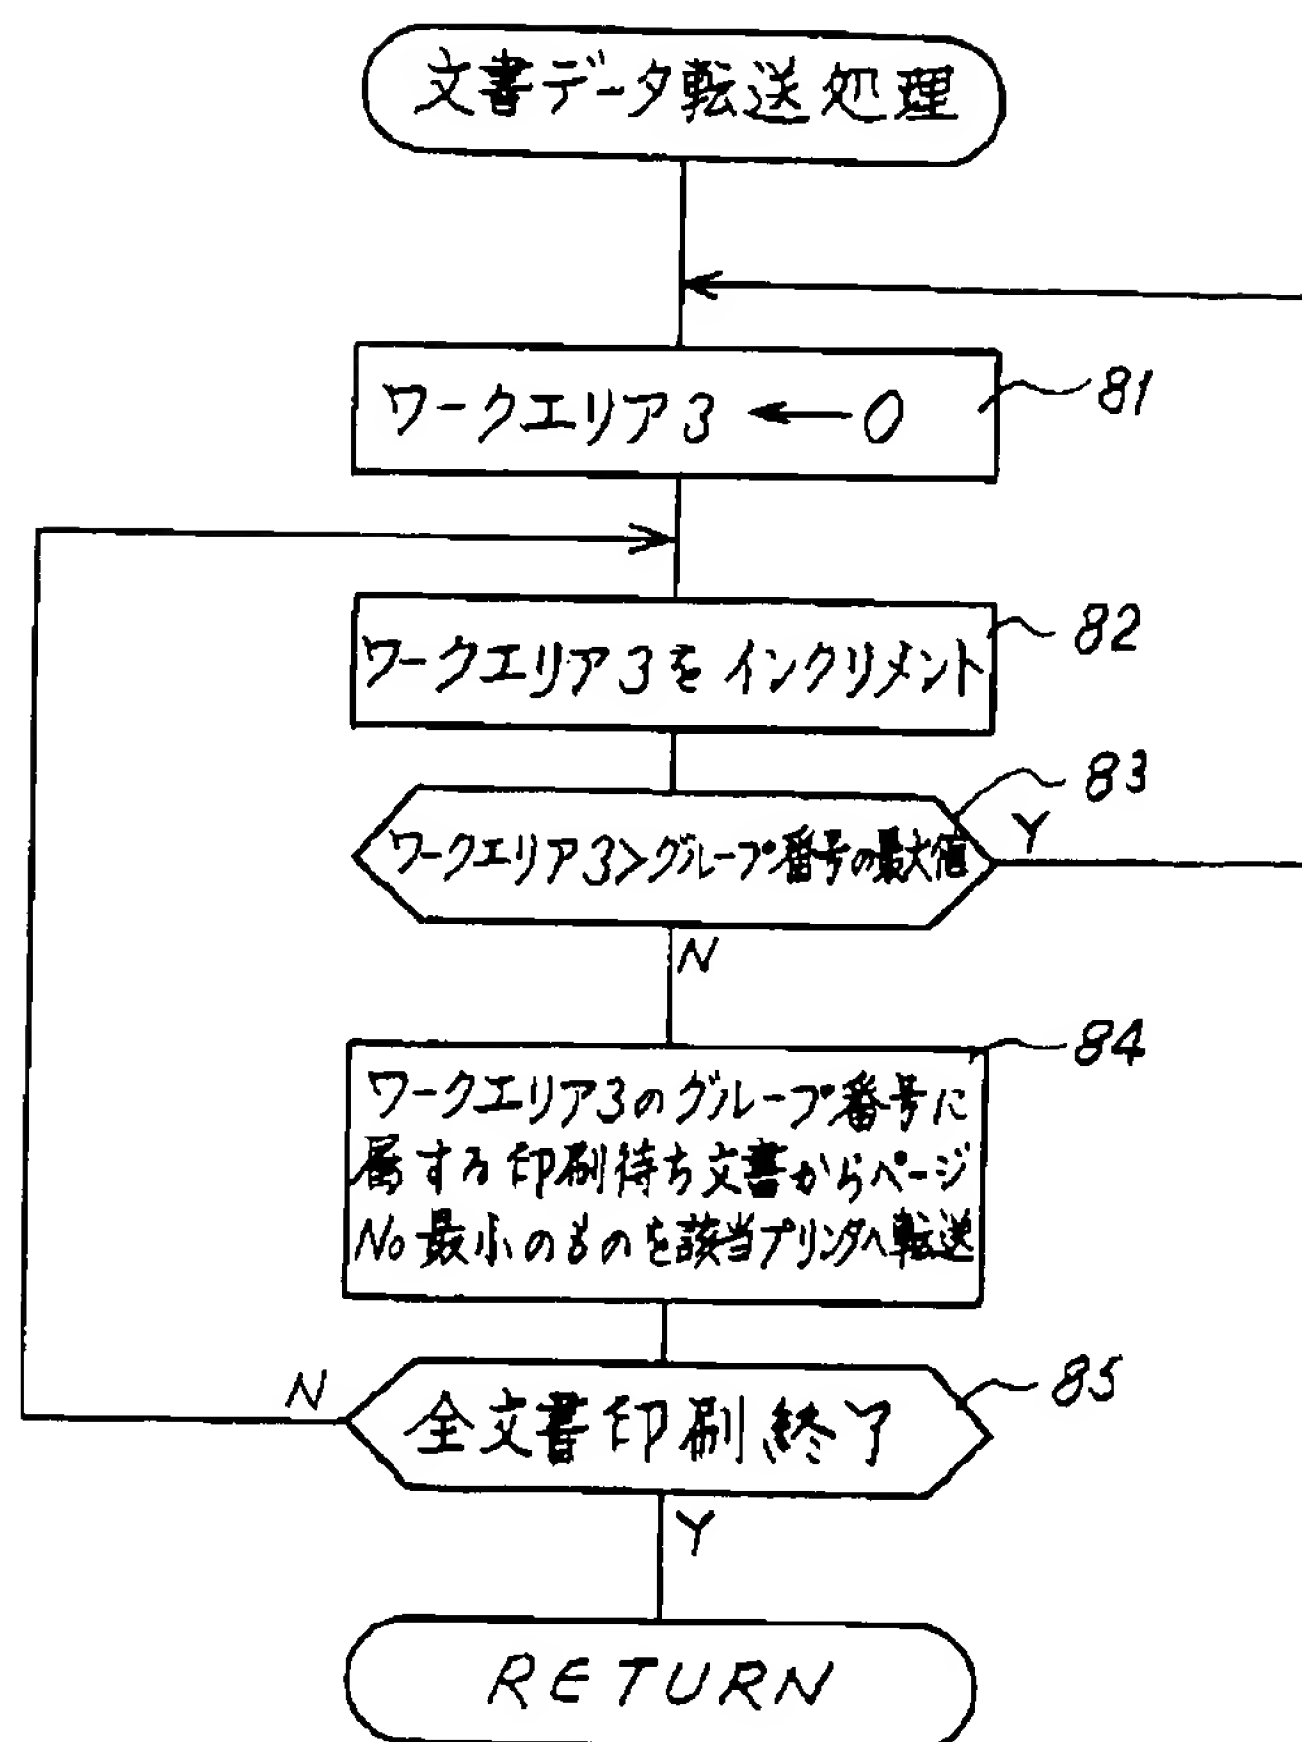 文書データ転送処理
ワークエリア3 ← 0
81
ワークエリア3をインクリメント
82
83
ワークエリア3>グループ番号の最大値
Y
N
84
ワークエリア3のグループ番号に
属する印刷待ち文書からページ
No最小のものを該当プリンタへ転送
85
N
全文書印刷終了
Y
RETURN